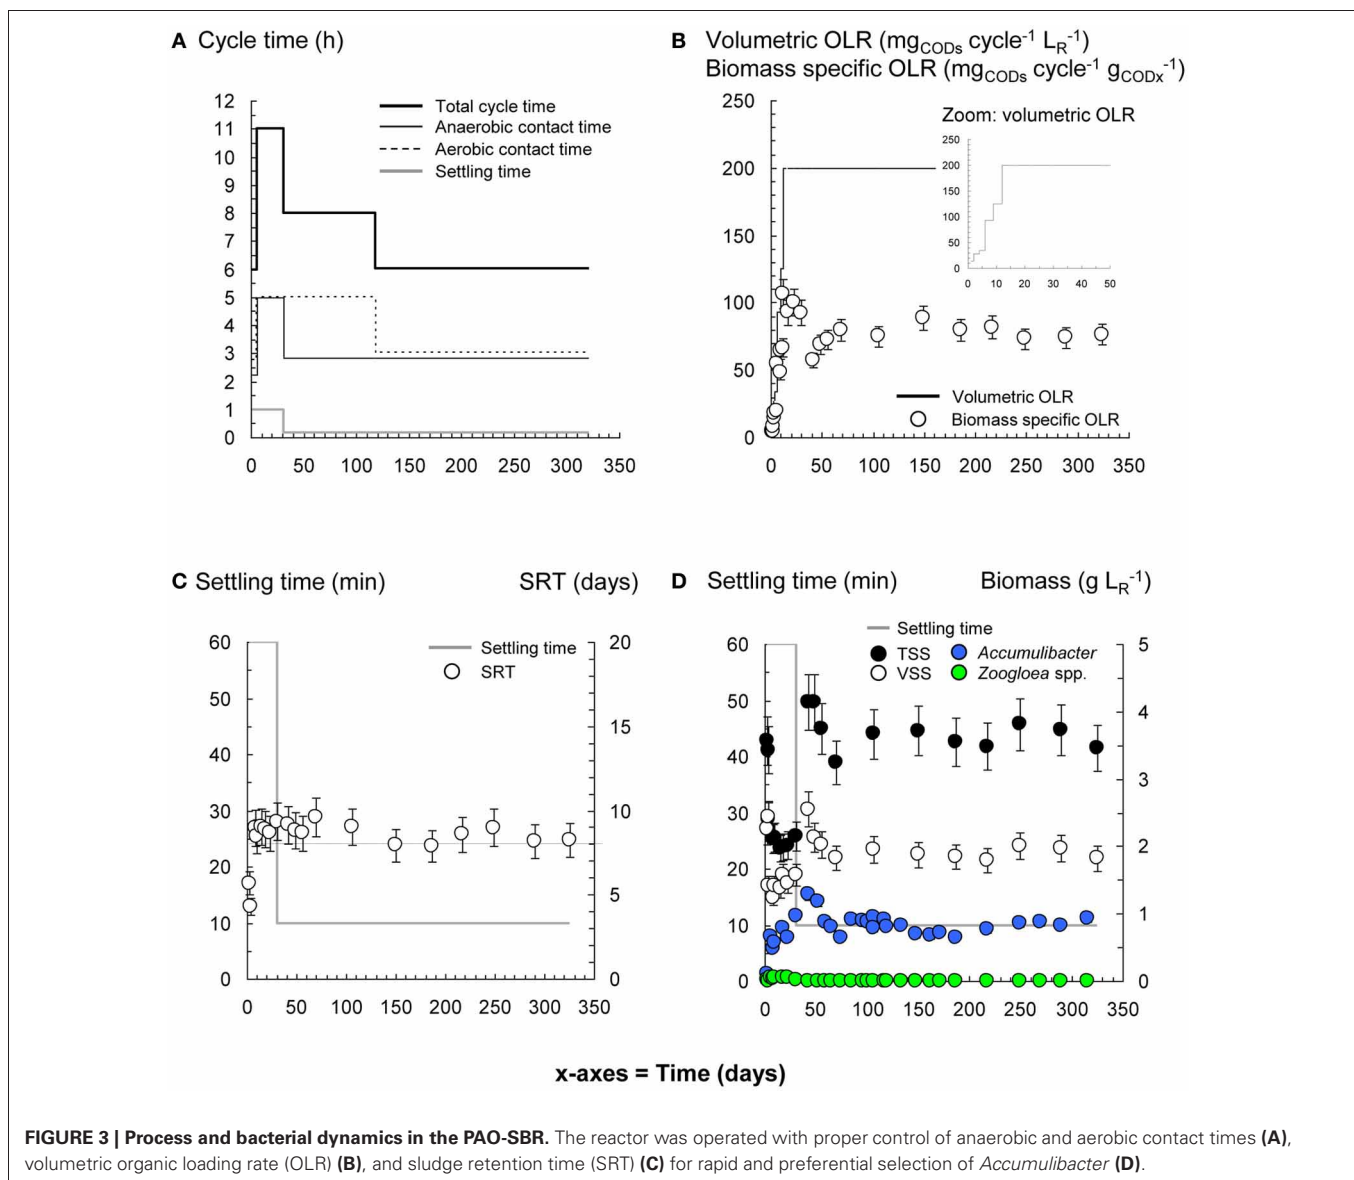 A Cycle time (h)
12
11
10
9
8
7
6
5
4
3
2
1
0
0 50 100 150 200 250 300 350
Total cycle time
Anaerobic contact time
Aerobic contact time
Settling time
B Volumetric OLR (mgCODs cycle⁻¹ LR⁻¹)
Biomass specific OLR (mgCODs cycle⁻¹ gCODx⁻¹)
250
200
150
100
50
0
0 50 100 150 200 250 300 350
Zoom: volumetric OLR
250
200
150
100
50
0
0 10 20 30 40 50
Volumetric OLR
Biomass specific OLR
C Settling time (min) SRT (days)
60
50
40
30
20
10
0
20
15
10
5
0
0 50 100 150 200 250 300 350
Settling time
SRT
D Settling time (min) Biomass (g LR⁻¹)
Settling time
TSS Accumulibacter
VSS Zoogloea spp.
60
50
40
30
20
10
0
5
4
3
2
1
0
0 50 100 150 200 250 300 350
x-axes = Time (days)
FIGURE 3 | Process and bacterial dynamics in the PAO-SBR. The reactor was operated with proper control of anaerobic and aerobic contact times (A),
volumetric organic loading rate (OLR) (B), and sludge retention time (SRT) (C) for rapid and preferential selection of Accumulibacter (D).